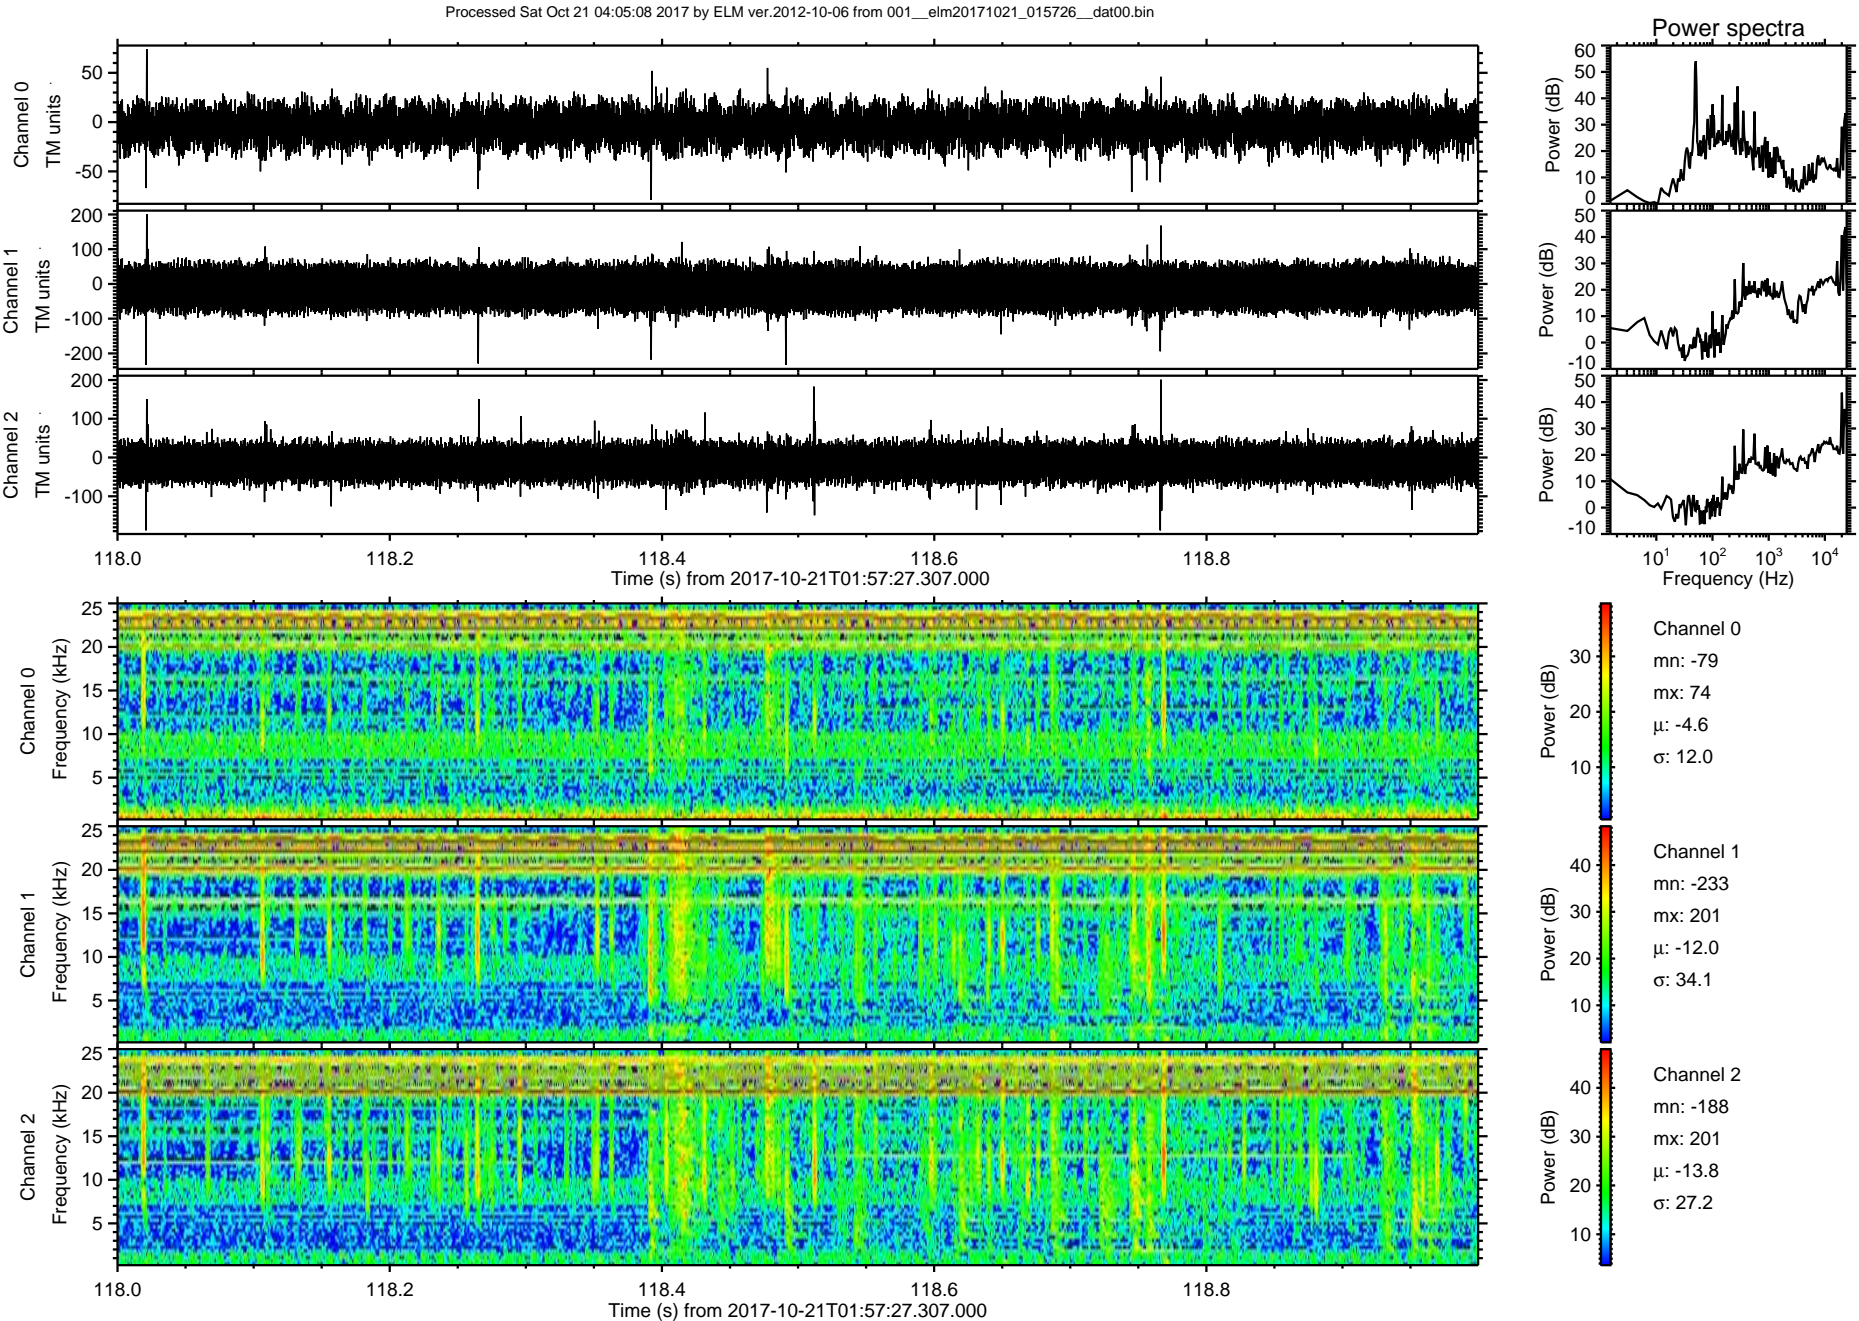 Processed Sat Oct 21 04:05:08 2017 by ELM ver.2012-10-06 from 001__elm20171021_015726__dat00.bin
Power spectra
Channel 0
TM units
50
0
-50
Power (dB)
60
50
40
30
20
10
0
Channel 1
TM units
200
100
0
-100
-200
Power (dB)
50
40
30
20
10
0
-10
Channel 2
TM units
200
100
0
-100
Power (dB)
50
40
30
20
10
0
-10
118.0 118.2 118.4 118.6 118.8
Time (s) from 2017-10-21T01:57:27.307.000
10^1 10^2 10^3 10^4
Frequency (Hz)
Channel 0
Frequency (kHz)
25
20
15
10
5
Power (dB)
30
20
10
Channel 0
mn: -79
mx: 74
μ: -4.6
σ: 12.0
Channel 1
Frequency (kHz)
25
20
15
10
5
Power (dB)
40
30
20
10
Channel 1
mn: -233
mx: 201
μ: -12.0
σ: 34.1
Channel 2
Frequency (kHz)
25
20
15
10
5
Power (dB)
40
30
20
10
Channel 2
mn: -188
mx: 201
μ: -13.8
σ: 27.2
118.0 118.2 118.4 118.6 118.8
Time (s) from 2017-10-21T01:57:27.307.000